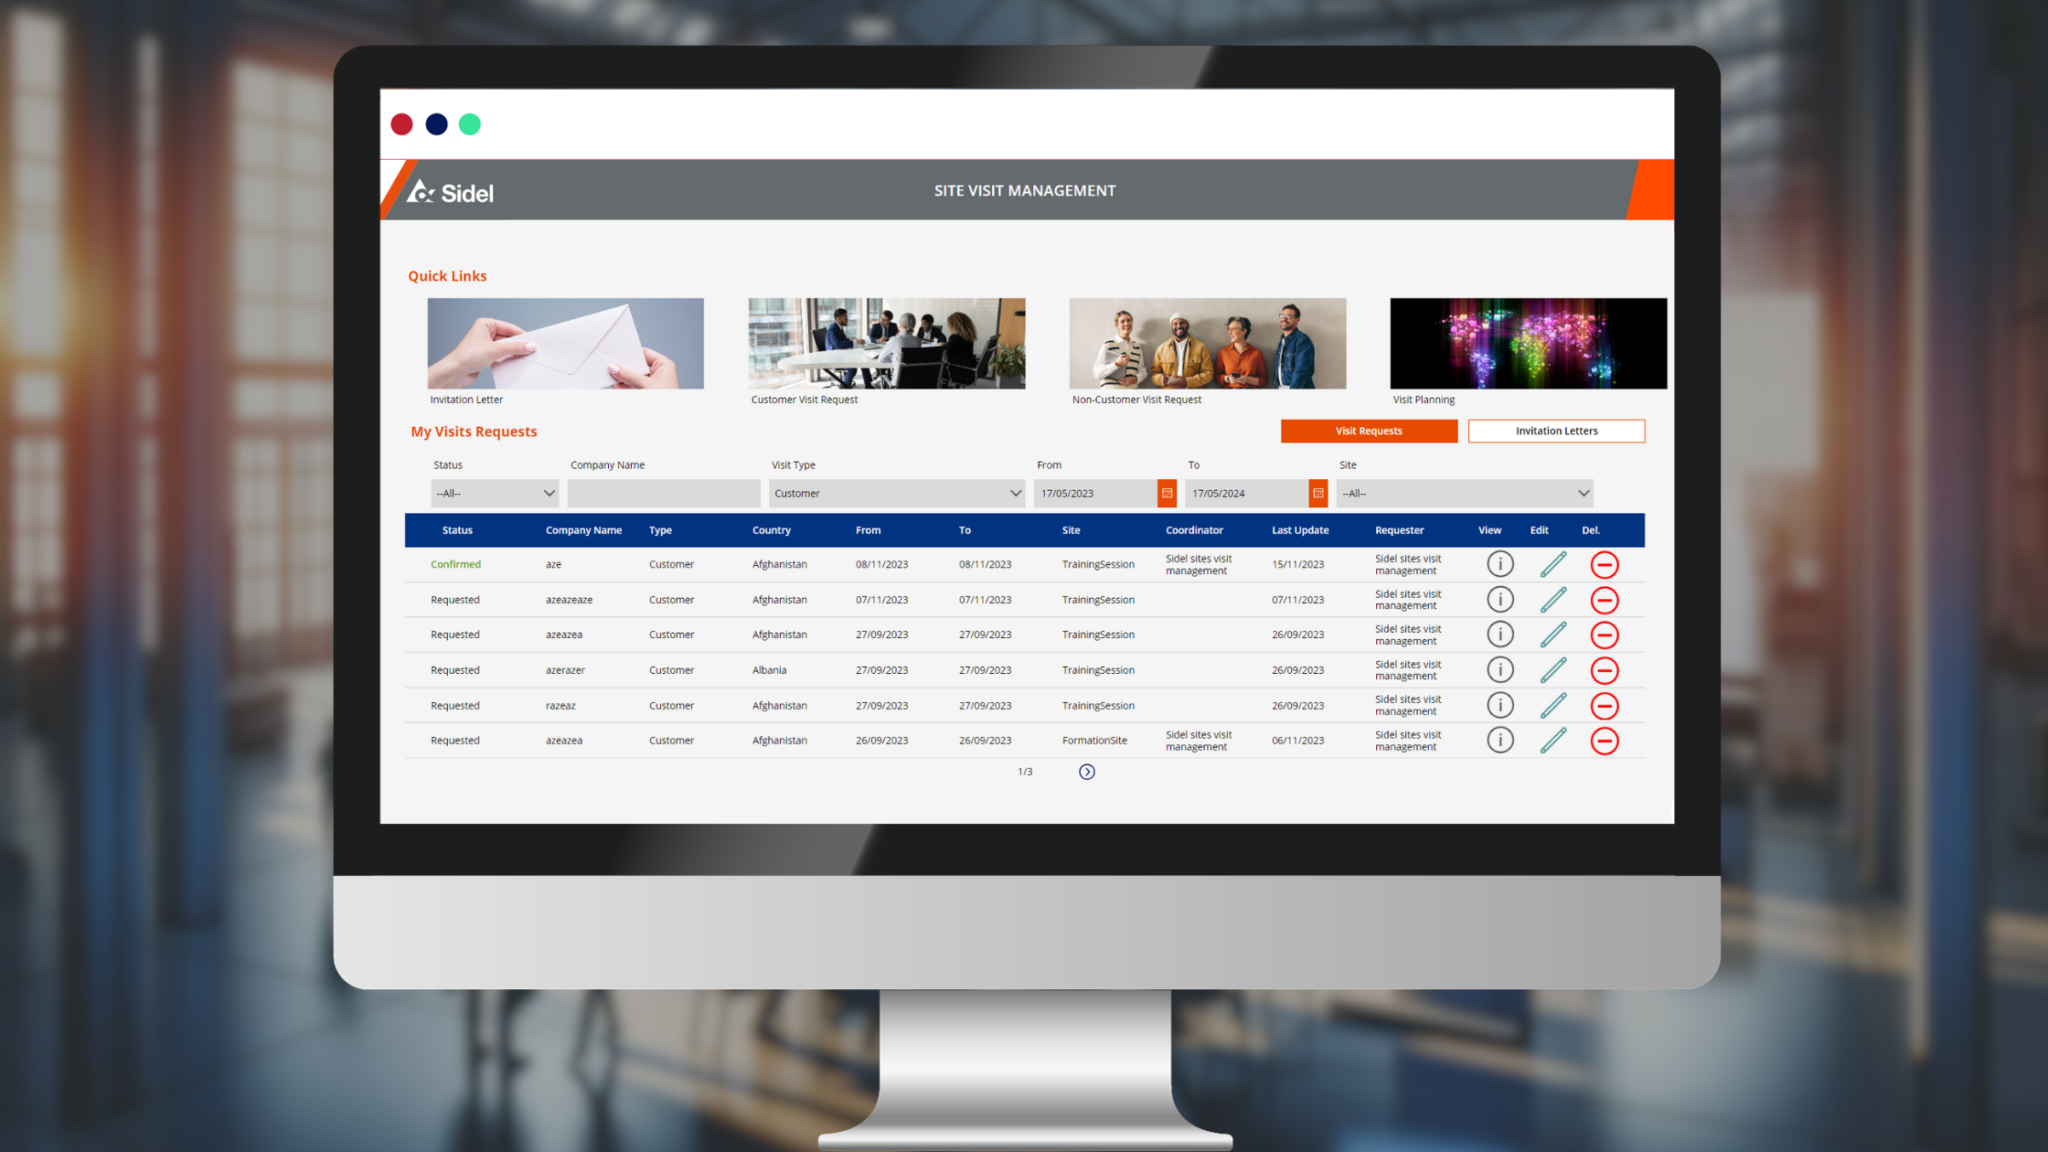 Sidel
SITE VISIT MANAGEMENT
Quick Links
Invitation Letter
Customer Visit Request
Non-Customer Visit Request
Visit Planning
My Visits Requests
Visit Requests
Invitation Letters
Status Company Name Visit Type From To Site
--All-- Customer 17/05/2023 17/05/2024 --All--
Status Company Name Type Country From To Site Coordinator Last Update Requester View Edit Del.
Confirmed aze Customer Afghanistan 08/11/2023 08/11/2023 TrainingSession Sidel sites visit management 15/11/2023 Sidel sites visit management
Requested azeazeaze Customer Afghanistan 07/11/2023 07/11/2023 TrainingSession 07/11/2023 Sidel sites visit management
Requested azeazea Customer Afghanistan 27/09/2023 27/09/2023 TrainingSession 26/09/2023 Sidel sites visit management
Requested azerazer Customer Albania 27/09/2023 27/09/2023 TrainingSession 26/09/2023 Sidel sites visit management
Requested razeaz Customer Afghanistan 27/09/2023 27/09/2023 TrainingSession 26/09/2023 Sidel sites visit management
Requested azeazea Customer Afghanistan 26/09/2023 26/09/2023 FormationSite Sidel sites visit management 06/11/2023 Sidel sites visit management
1/3